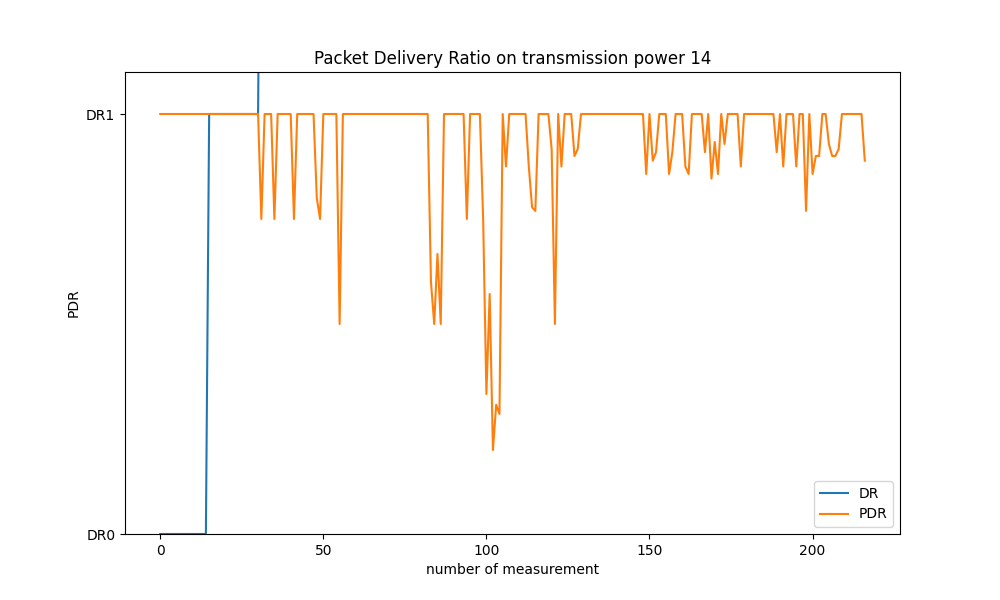 Packet Delivery Ratio on transmission power 14
DR1
PDR
DR0
0 50 100 150 200
number of measurement
DR
PDR